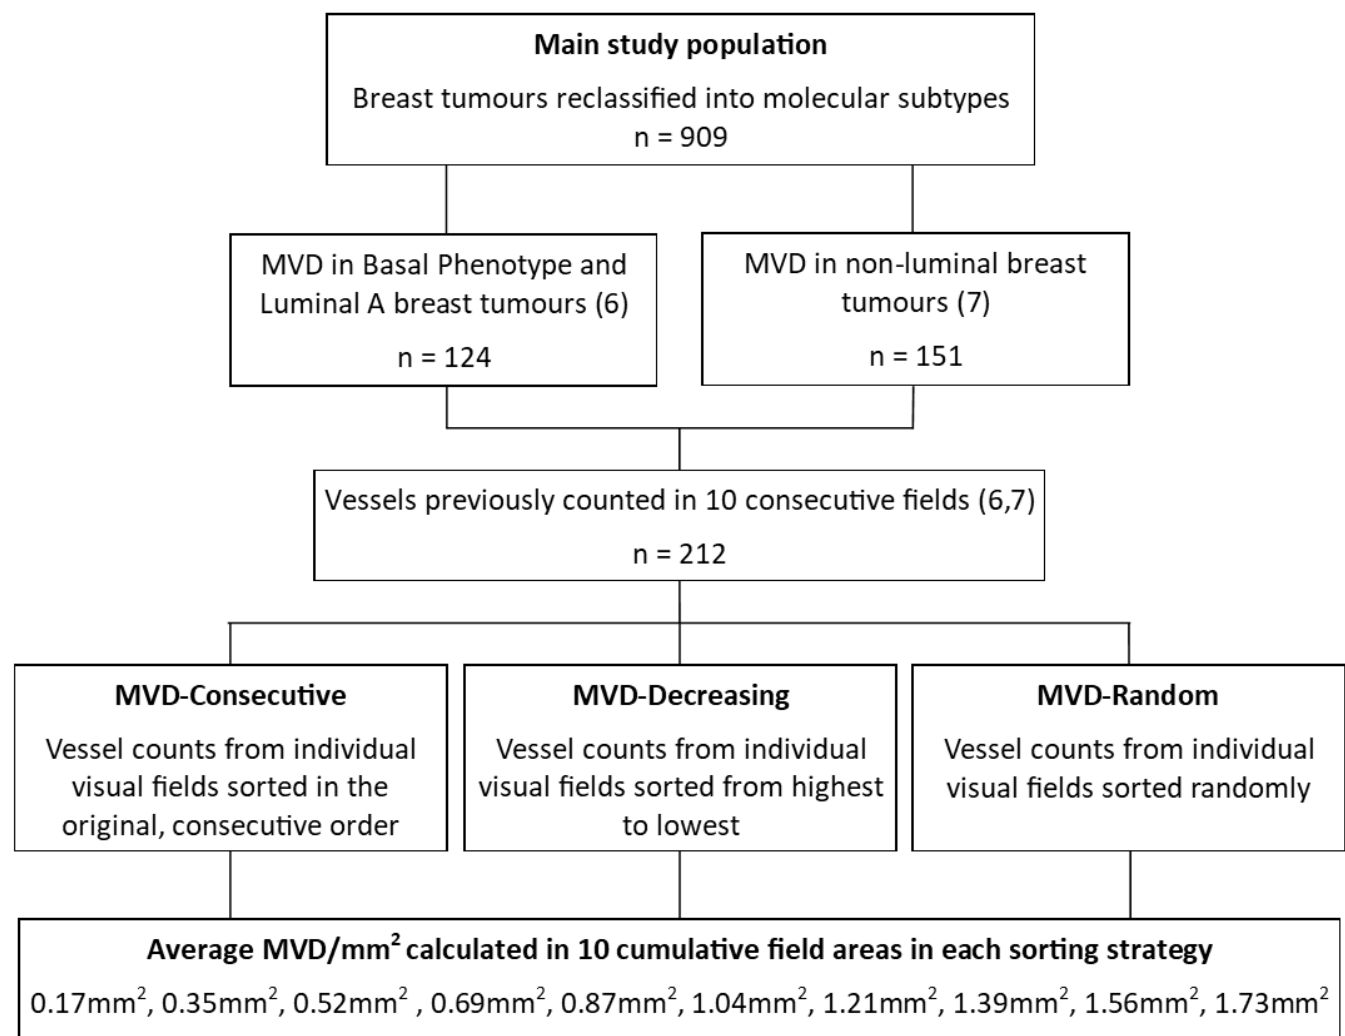 Main study population
Breast tumours reclassified into molecular subtypes
n = 909
MVD in Basal Phenotype and
Luminal A breast tumours (6)
n = 124
MVD in non-luminal breast
tumours (7)
n = 151
Vessels previously counted in 10 consecutive fields (6,7)
n = 212
MVD-Consecutive
Vessel counts from individual
visual fields sorted in the
original, consecutive order
MVD-Decreasing
Vessel counts from individual
visual fields sorted from highest
to lowest
MVD-Random
Vessel counts from individual
visual fields sorted randomly
Average MVD/mm² calculated in 10 cumulative field areas in each sorting strategy
0.17mm², 0.35mm², 0.52mm² , 0.69mm², 0.87mm², 1.04mm², 1.21mm², 1.39mm², 1.56mm², 1.73mm²